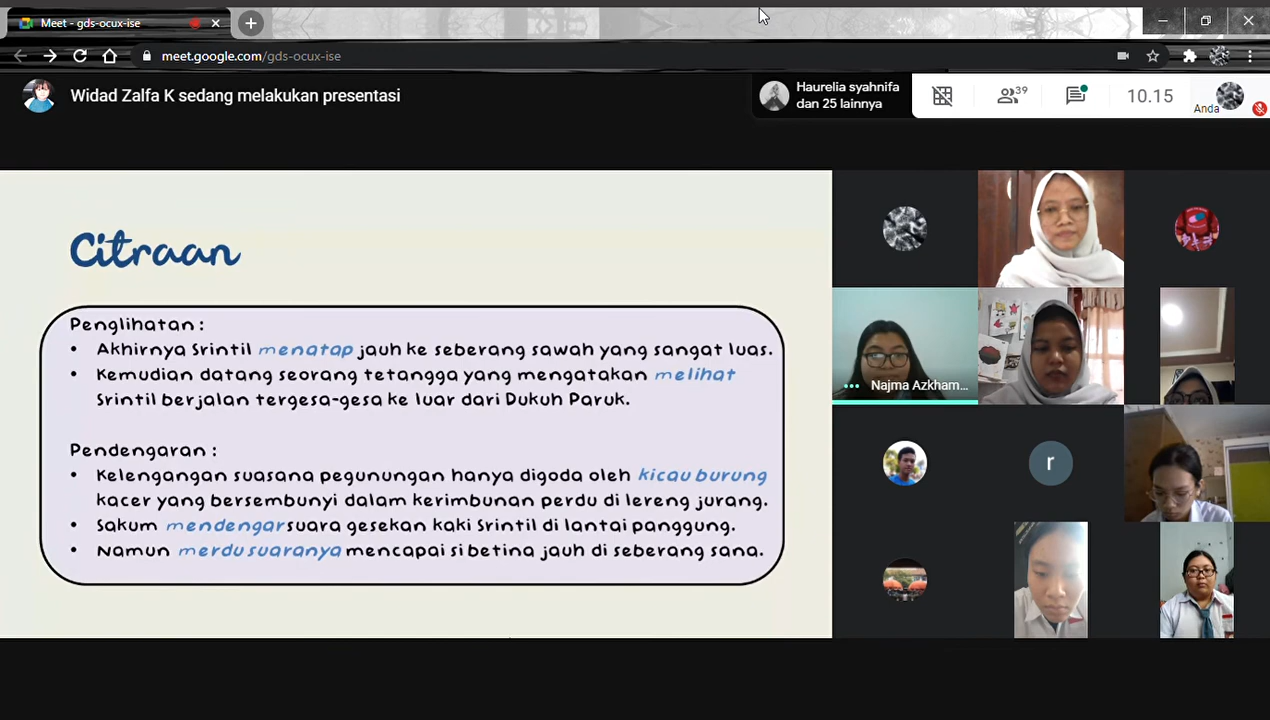 Meet - gds-ocux-ise
meet.google.com/gds-ocux-ise
Widad Zalfa K sedang melakukan presentasi
Haurelia syahnifa
dan 25 lainnya
39
10.15
Anda
Citraan
Penglihatan :
• Akhirnya Srintil menatap jauh ke seberang sawah yang sangat luas.
• Kemudian datang seorang tetangga yang mengatakan melihat
Srintil berjalan tergesa-gesa ke luar dari Dukuh Paruk.
Pendengaran :
• Kelengangan suasana pegunungan hanya digoda oleh kicau burung
kacer yang bersembunyi dalam kerimbunan perdu di lereng jurang.
• Sakum mendengar suara gesekan kaki Srintil di lantai panggung.
• Namun merdu suaranya mencapai si betina jauh di seberang sana.
Najma Azkham...
r